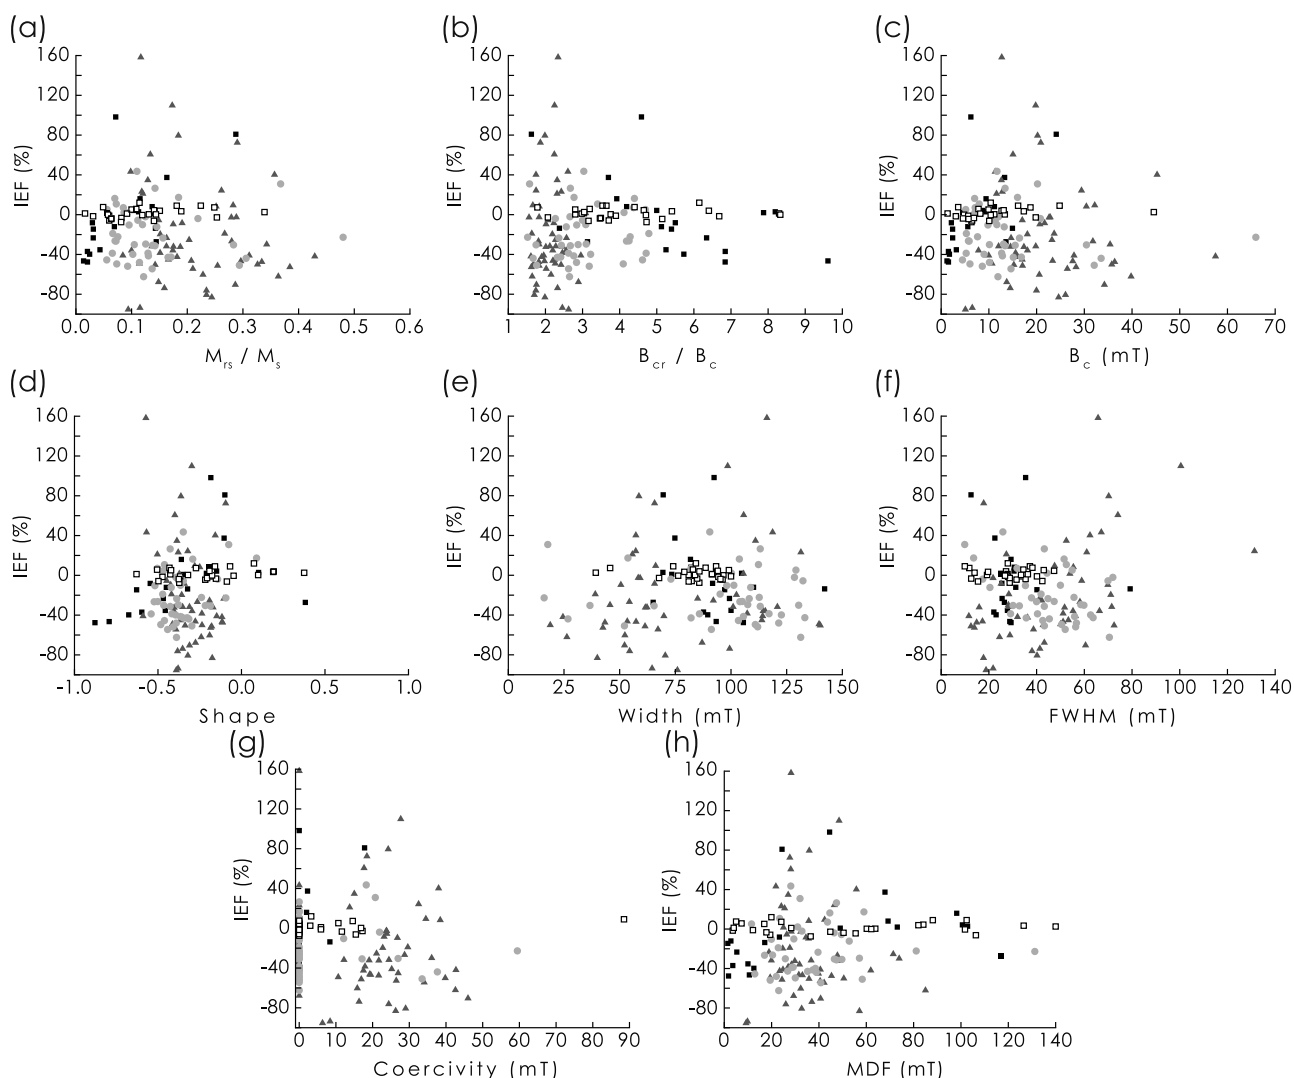 (a)
(b)
(c)
IEF (%)
160
120
80
40
0
-40
-80
0.0 0.1 0.2 0.3 0.4 0.5 0.6
Mrs / Ms
IEF (%)
160
120
80
40
0
-40
-80
1 2 3 4 5 6 7 8 9 10
Bcr / Bc
IEF (%)
160
120
80
40
0
-40
-80
0 10 20 30 40 50 60 70
Bc (mT)
(d)
(e)
(f)
IEF (%)
160
120
80
40
0
-40
-80
-1.0 -0.5 0.0 0.5 1.0
Shape
IEF (%)
160
120
80
40
0
-40
-80
0 25 50 75 100 125 150
Width (mT)
IEF (%)
160
120
80
40
0
-40
-80
0 20 40 60 80 100 120 140
FWHM (mT)
(g)
(h)
IEF (%)
160
120
80
40
0
-40
-80
0 10 20 30 40 50 60 70 80 90
Coercivity (mT)
IEF (%)
160
120
80
40
0
-40
-80
0 20 40 60 80 100 120 140
MDF (mT)